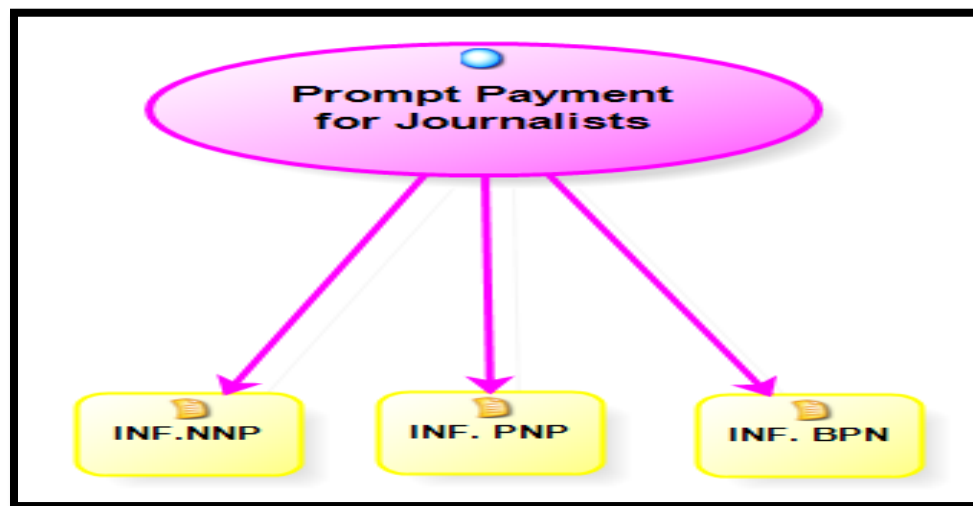 Prompt Payment
for Journalists
INF.NNP
INF. PNP
INF. BPN